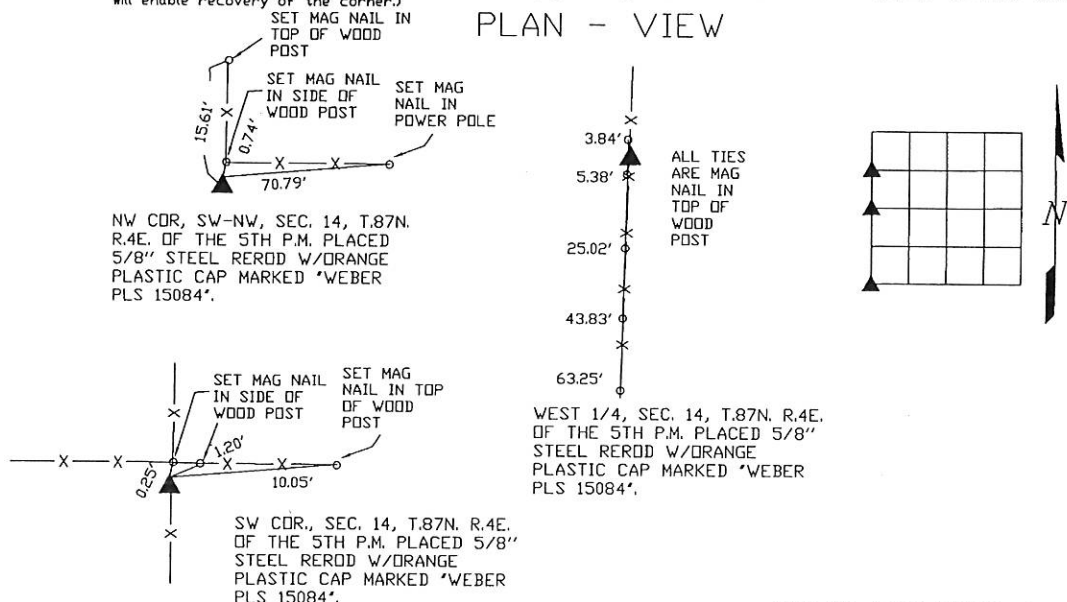 will enable recovery of the corner.)
PLAN - VIEW
SET MAG NAIL IN
TOP OF WOOD
POST
SET MAG NAIL
IN SIDE OF
WOOD POST
SET MAG
NAIL IN
POWER POLE
15.61'
0.74'
70.79'
NW COR, SW-NW, SEC. 14, T.87N.
R.4E. OF THE 5TH P.M. PLACED
5/8" STEEL REROD W/ORANGE
PLASTIC CAP MARKED "WEBER
PLS 15084".
3.84'
5.38'
25.02'
43.83'
63.25'
ALL TIES
ARE MAG
NAIL IN
TOP OF
WOOD
POST
WEST 1/4, SEC. 14, T.87N. R.4E.
OF THE 5TH P.M. PLACED 5/8"
STEEL REROD W/ORANGE
PLASTIC CAP MARKED "WEBER
PLS 15084".
N
SET MAG NAIL
IN SIDE OF
WOOD POST
SET MAG
NAIL IN TOP
OF WOOD
POST
1.20'
0.25'
10.05'
SW COR., SEC. 14, T.87N. R.4E.
OF THE 5TH P.M. PLACED 5/8"
STEEL REROD W/ORANGE
PLASTIC CAP MARKED "WEBER
PLS 15084".